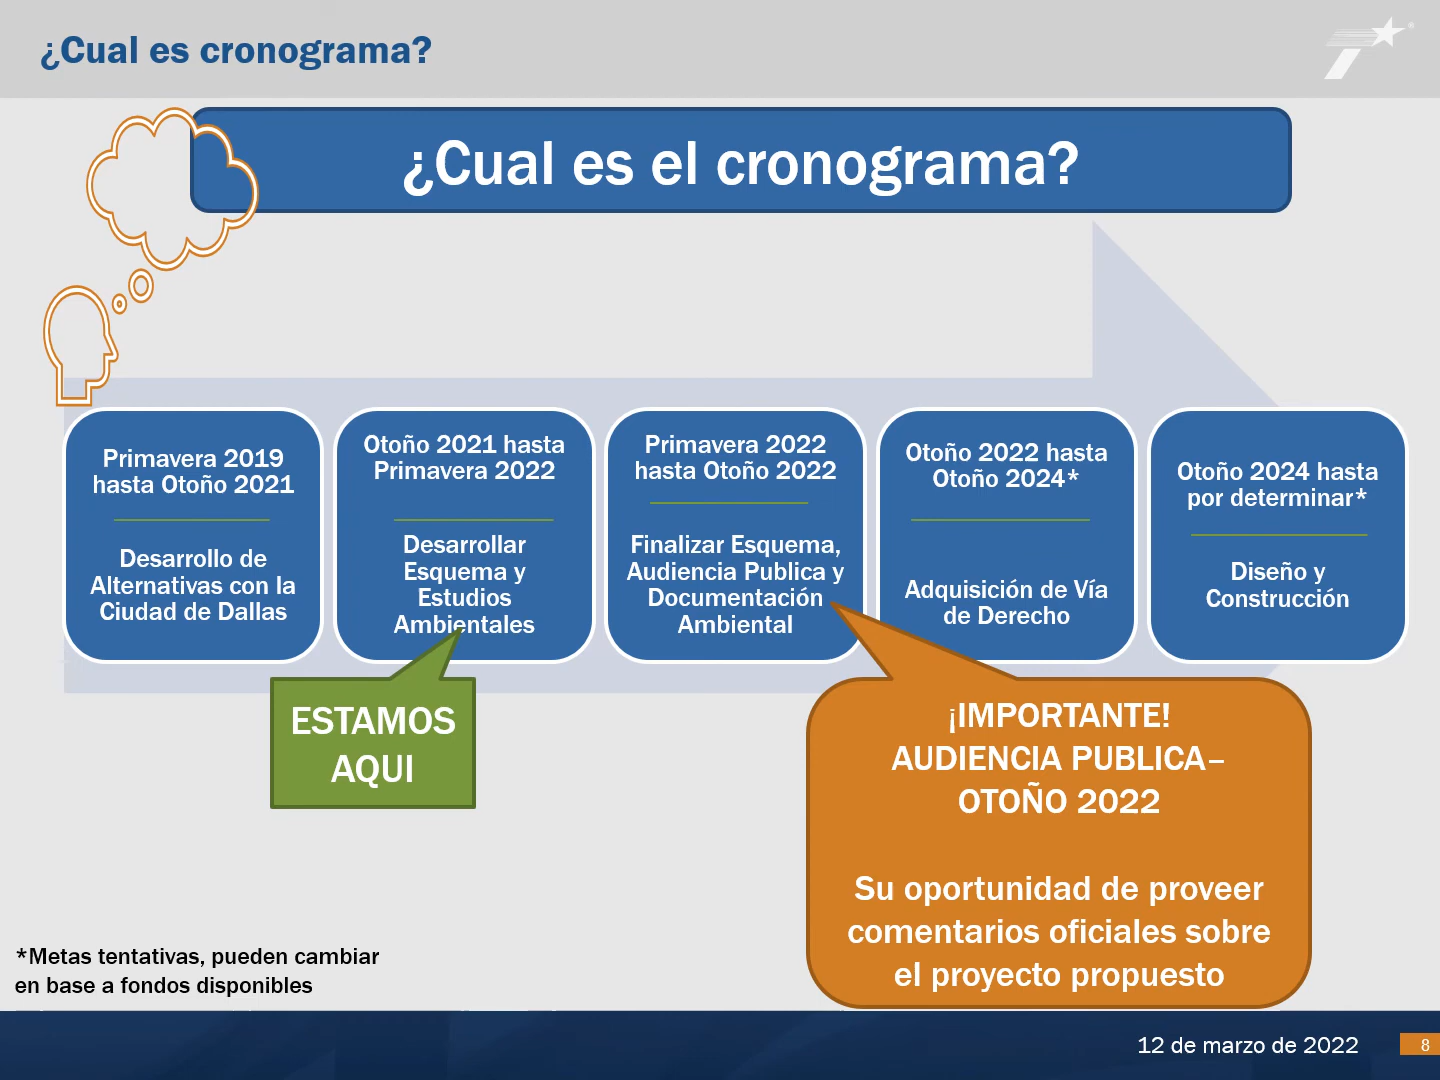 ¿Cual es cronograma?
¿Cual es el cronograma?
Primavera 2019
hasta Otoño 2021
Desarrollo de
Alternativas con la
Ciudad de Dallas
Otoño 2021 hasta
Primavera 2022
Desarrollar
Esquema y
Estudios
Ambientales
Primavera 2022
hasta Otoño 2022
Finalizar Esquema,
Audiencia Publica y
Documentación
Ambiental
Otoño 2022 hasta
Otoño 2024*
Adquisición de Vía
de Derecho
Otoño 2024 hasta
por determinar*
Diseño y
Construcción
ESTAMOS
AQUI
¡IMPORTANTE!
AUDIENCIA PUBLICA–
OTOÑO 2022
Su oportunidad de proveer
comentarios oficiales sobre
el proyecto propuesto
*Metas tentativas, pueden cambiar
en base a fondos disponibles
12 de marzo de 2022
8